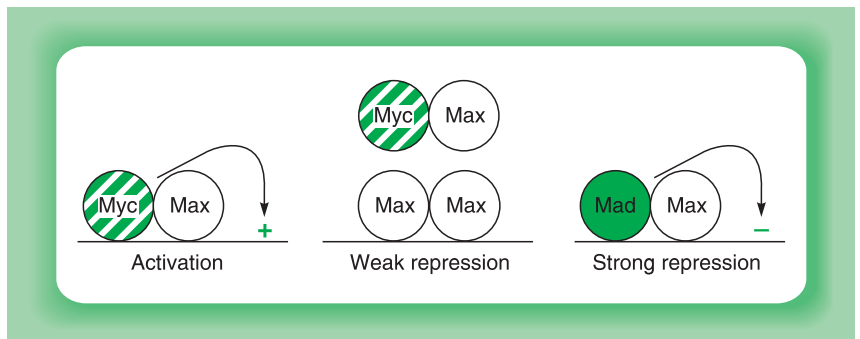 Myc Max
Myc Max +
Activation
Max Max
Weak repression
Mad Max −
Strong repression